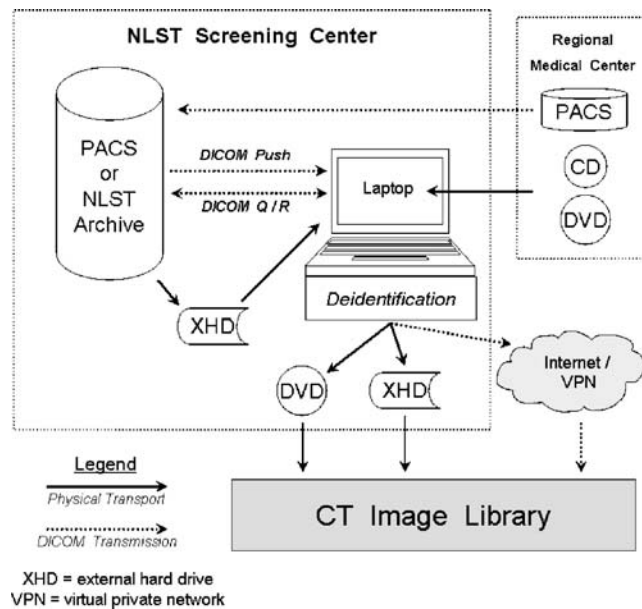 NLST Screening Center
Regional
Medical Center
PACS
CD
DVD
PACS
or
NLST
Archive
DICOM Push
DICOM Q / R
Laptop
Deidentification
XHD
DVD
XHD
Internet /
VPN
CT Image Library
Legend
Physical Transport
DICOM Transmission
XHD = external hard drive
VPN = virtual private network